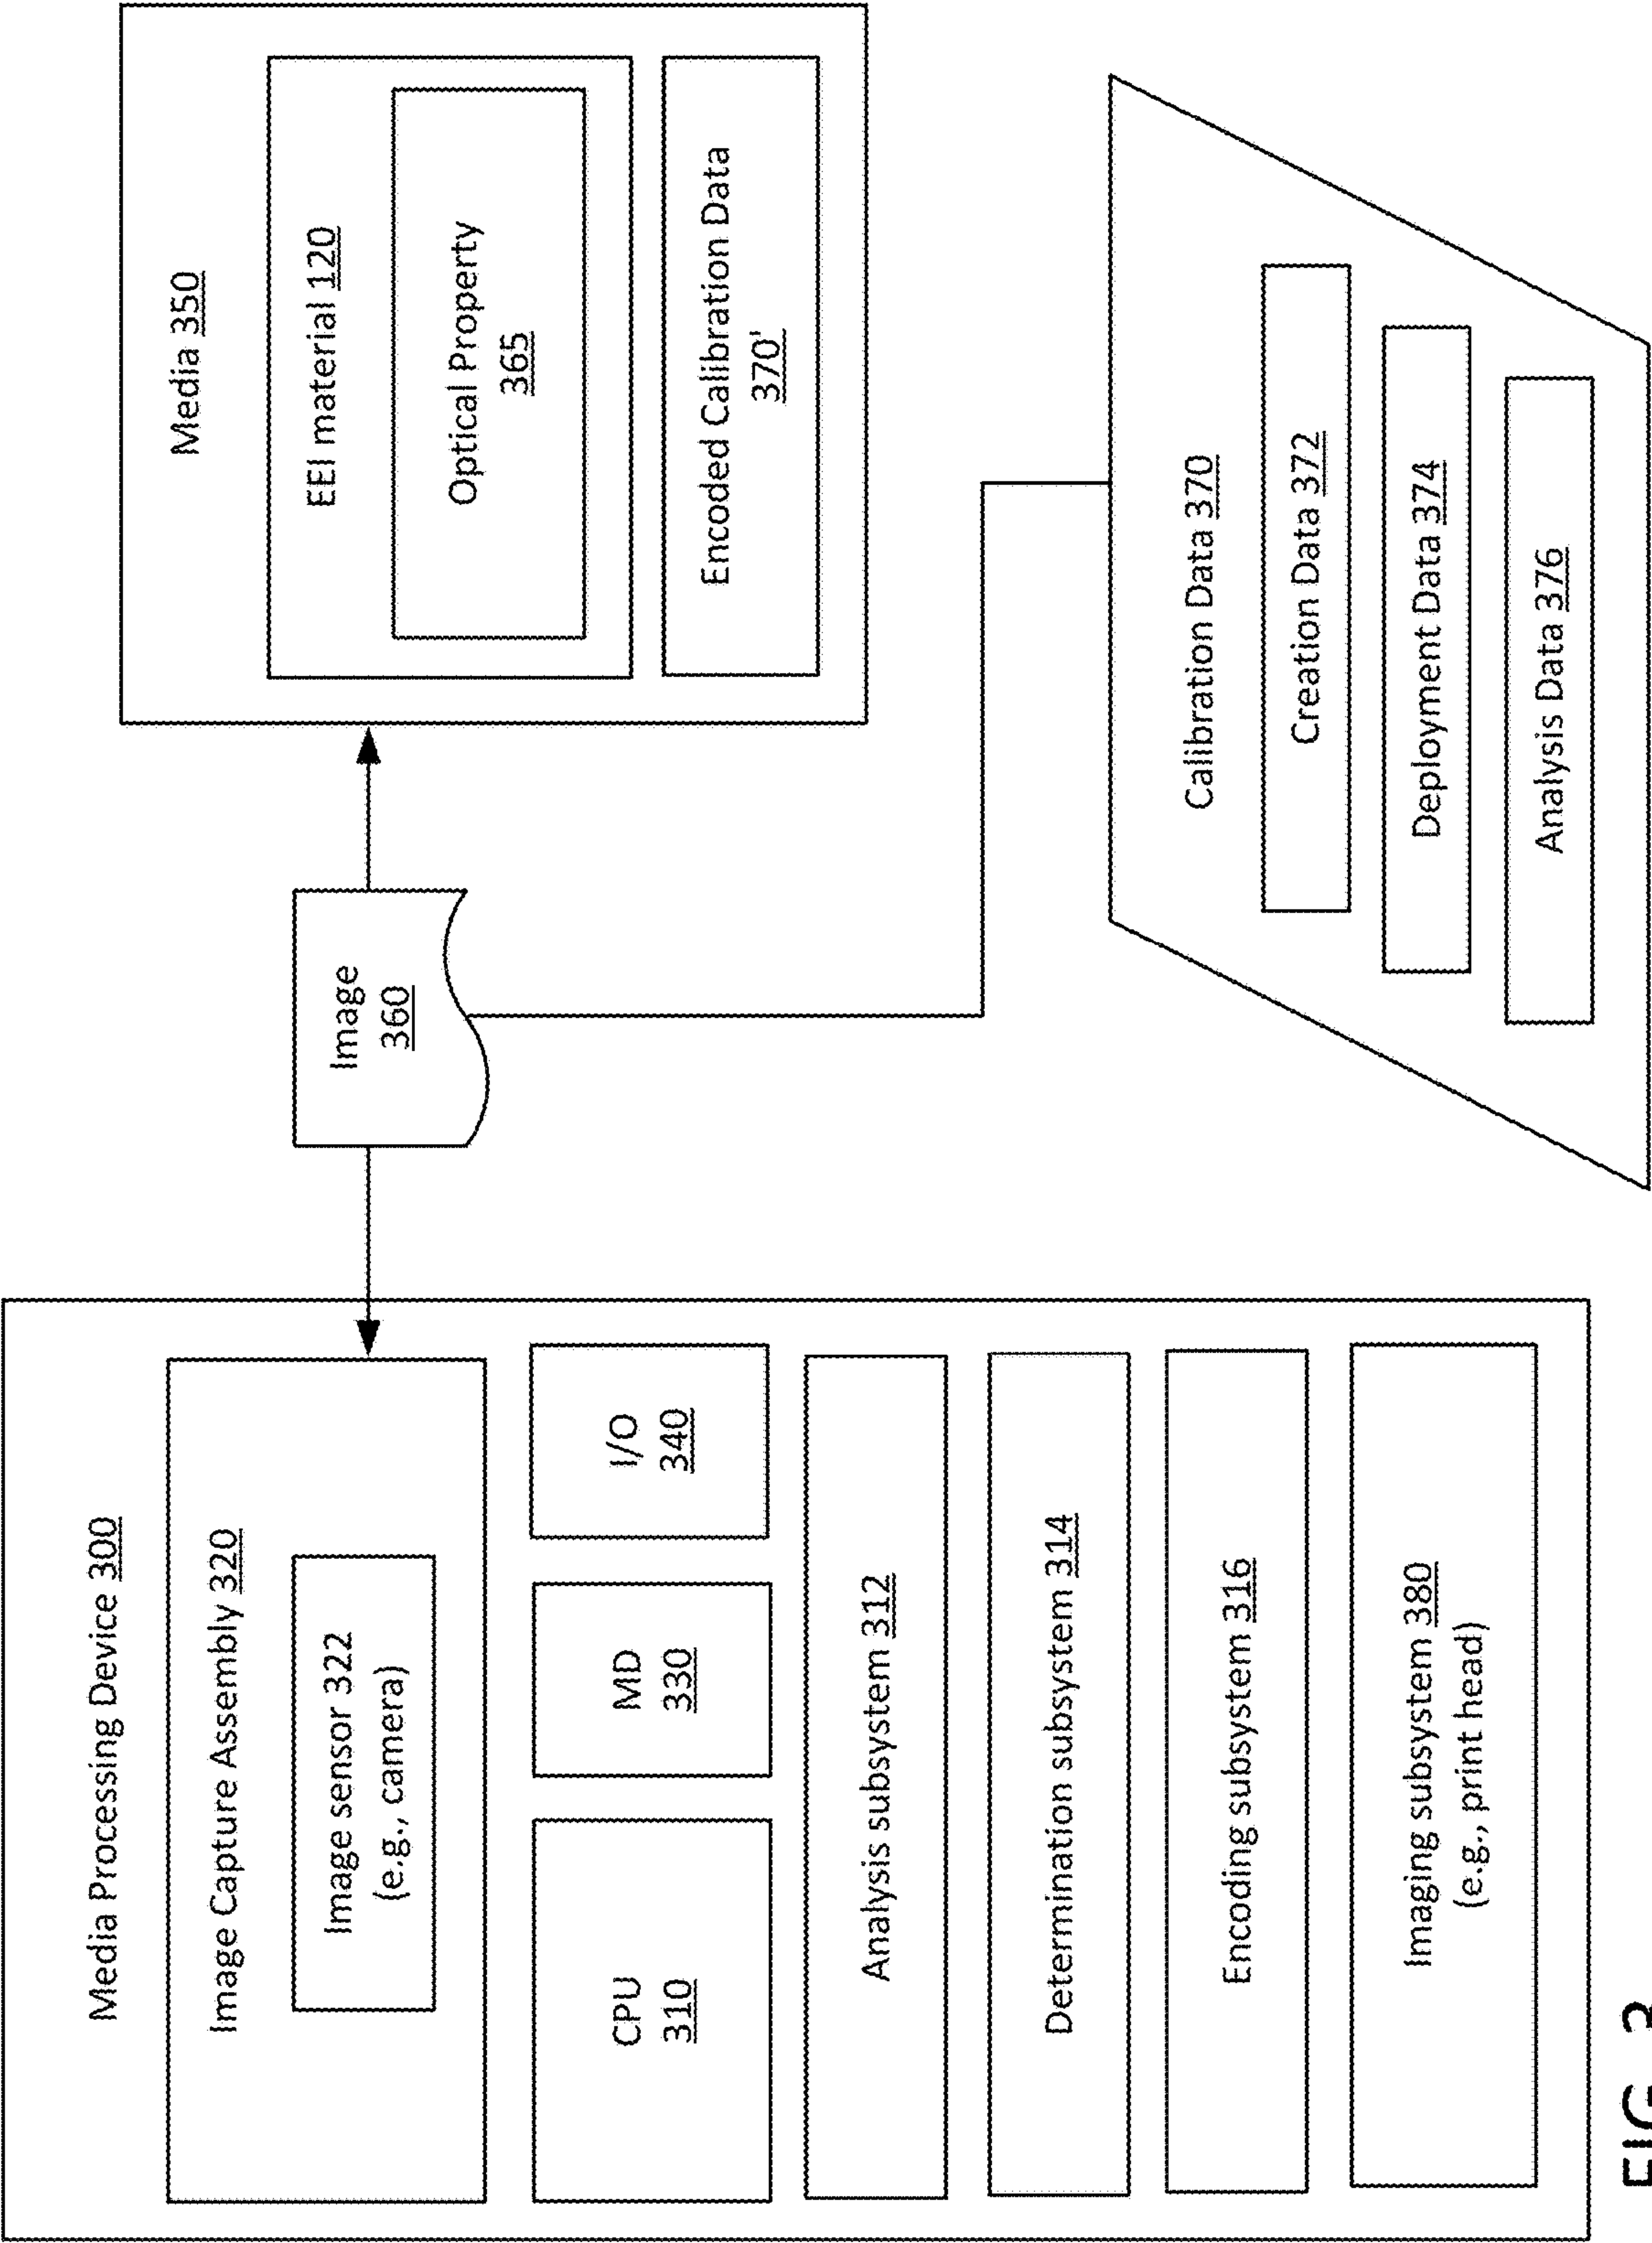 Media Processing Device 300
Image Capture Assembly 320
Image sensor 322
(e.g., camera)
CPU
310
MD
330
I/O
340
Analysis subsystem 312
Determination subsystem 314
Encoding subsystem 316
Imaging subsystem 380
(e.g., print head)
Image
360
Media 350
EEI material 120
Optical Property
365
Encoded Calibration Data
370'
Calibration Data 370
Creation Data 372
Deployment Data 374
Analysis Data 376
FIG. 3